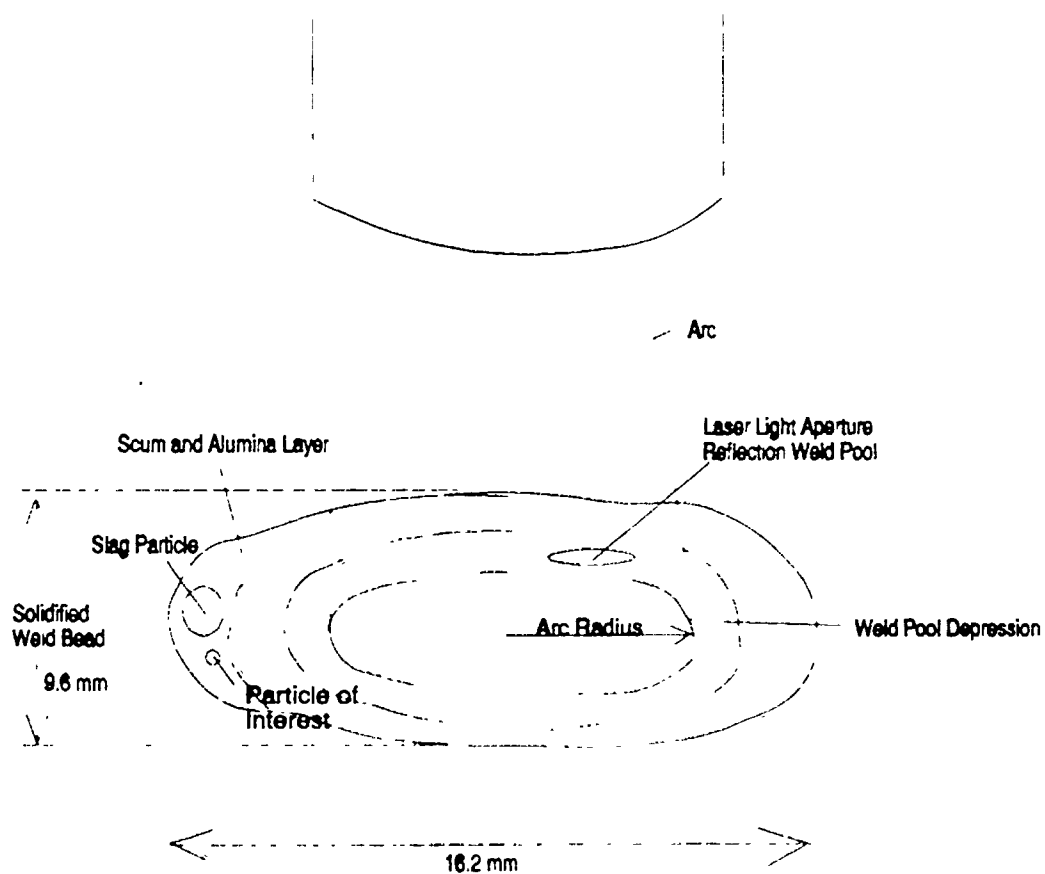 Arc
Laser Light Aperture
Reflection Weld Pool
Scum and Alumina Layer
Slag Particle
Solidified
Weld Bead
9.6 mm
Arc Radius
Weld Pool Depression
Particle of
Interest
16.2 mm